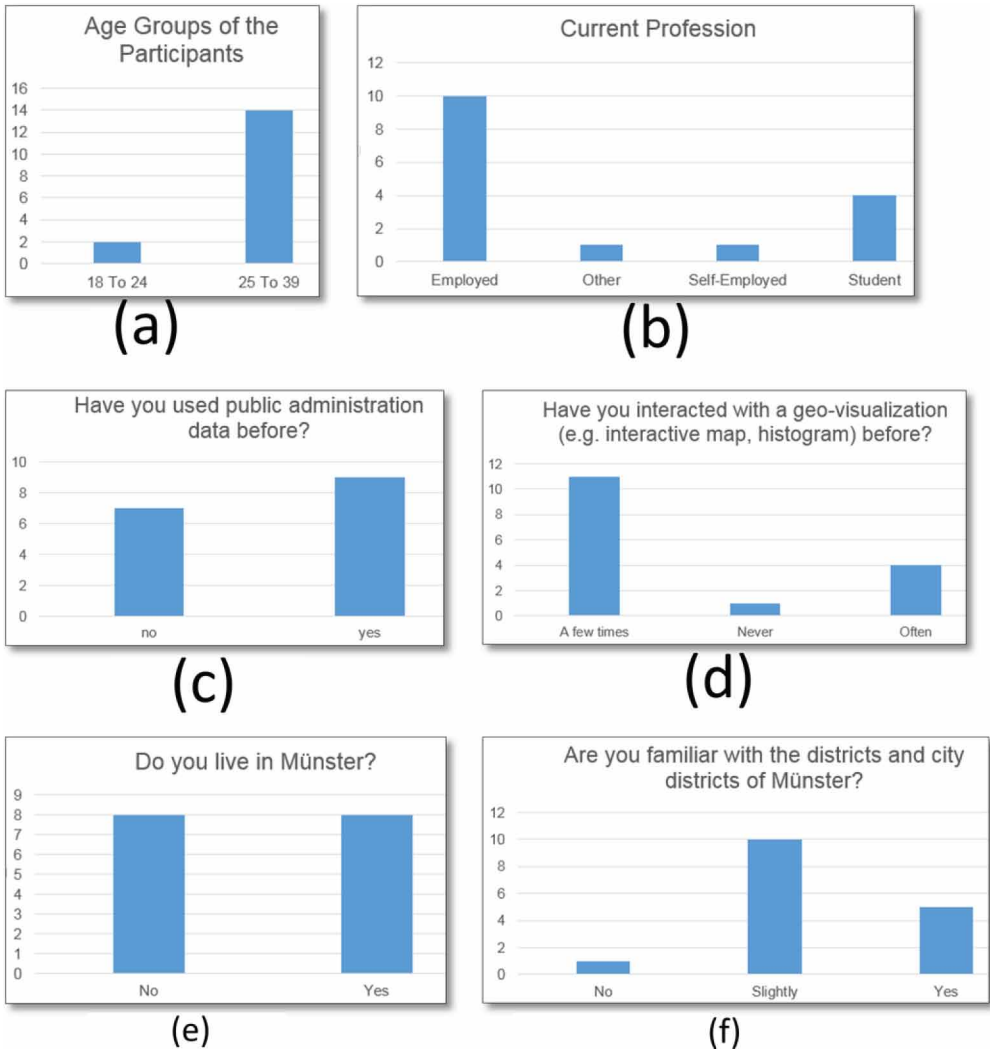 Age Groups of the
Participants
16
14
12
10
8
6
4
2
0
18 To 24
25 To 39
(a)
Current Profession
12
10
8
6
4
2
0
Employed
Other
Self-Employed
Student
(b)
Have you used public administration
data before?
10
8
6
4
2
0
no
yes
(c)
Have you interacted with a geo-visualization
(e.g. interactive map, histogram) before?
12
10
8
6
4
2
0
A few times
Never
Often
(d)
Do you live in Münster?
9
8
7
6
5
4
3
2
1
0
No
Yes
(e)
Are you familiar with the districts and city
districts of Münster?
12
10
8
6
4
2
0
No
Slightly
Yes
(f)